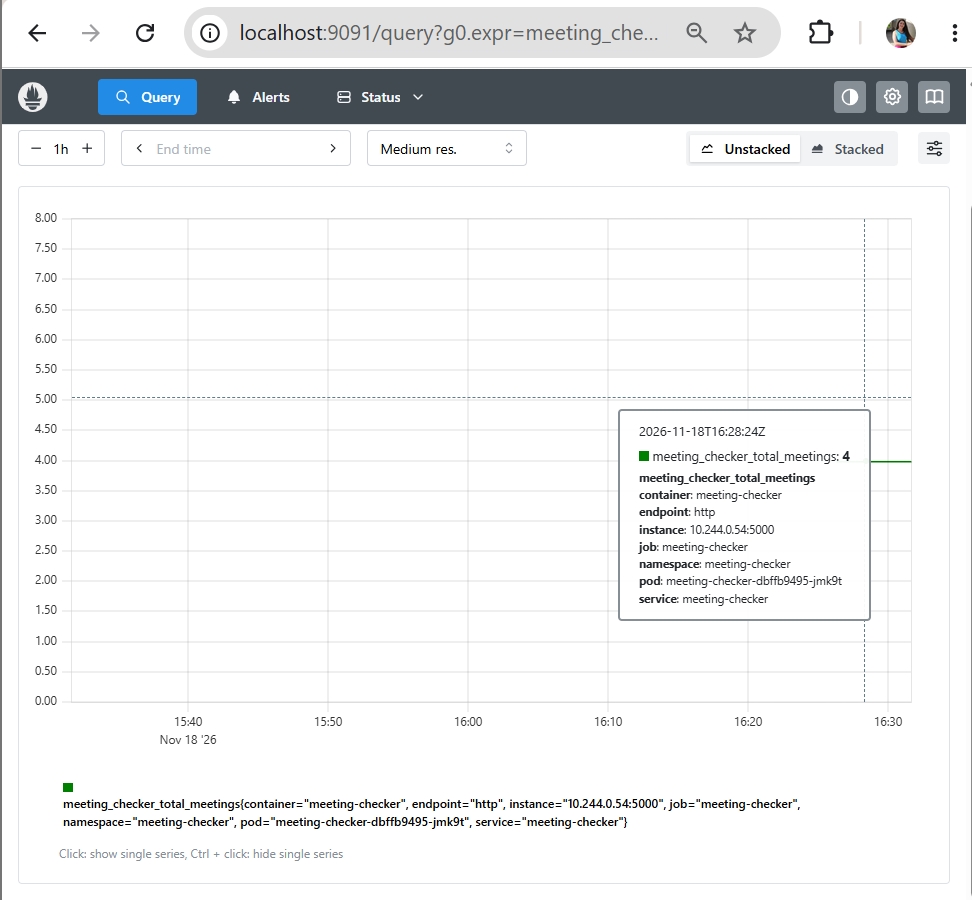 localhost:9091/query?g0.expr=meeting_che...
Query
Alerts
Status
1h
End time
Medium res.
Unstacked
Stacked
8.00
7.50
7.00
6.50
6.00
5.50
5.00
4.50
4.00
3.50
3.00
2.50
2.00
1.50
1.00
0.50
0.00
2026-11-18T16:28:24Z
meeting_checker_total_meetings: 4
meeting_checker_total_meetings
container: meeting-checker
endpoint: http
instance: 10.244.0.54:5000
job: meeting-checker
namespace: meeting-checker
pod: meeting-checker-dbffb9495-jmk9t
service: meeting-checker
15:40 15:50 16:00 16:10 16:20 16:30
Nov 18 '26
meeting_checker_total_meetings{container="meeting-checker", endpoint="http", instance="10.244.0.54:5000", job="meeting-checker",
namespace="meeting-checker", pod="meeting-checker-dbffb9495-jmk9t", service="meeting-checker"}
Click: show single series, Ctrl + click: hide single series